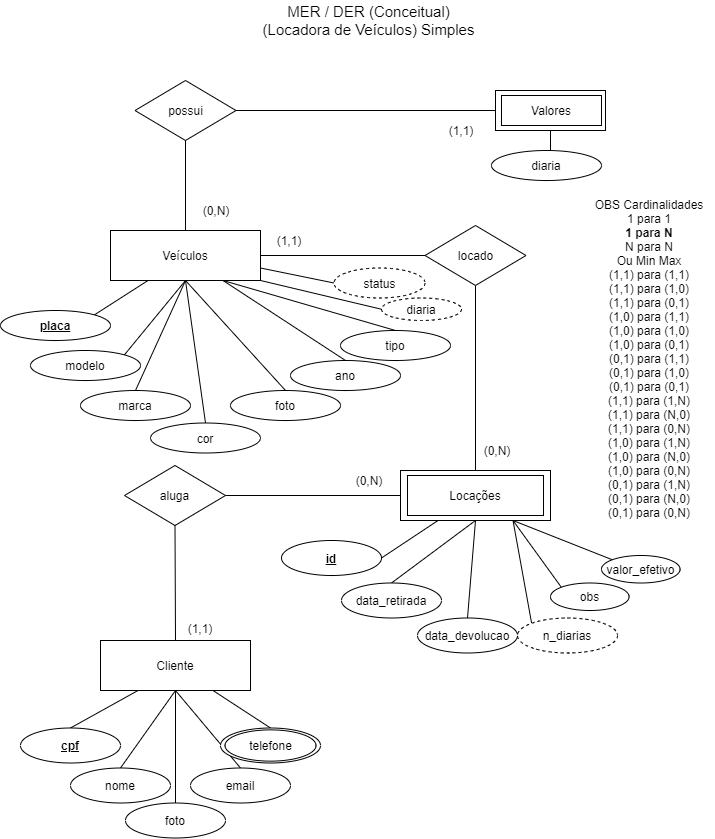 MER / DER (Conceitual)
(Locadora de Veículos) Simples
possui
Valores
(1,1)
diaria
(0,N)
OBS Cardinalidades
1 para 1
1 para N
N para N
Ou Min Max
(1,1) para (1,1)
(1,1) para (1,0)
(1,1) para (0,1)
(1,0) para (1,1)
(1,0) para (1,0)
(1,0) para (0,1)
(0,1) para (1,1)
(0,1) para (1,0)
(0,1) para (0,1)
(1,1) para (1,N)
(1,1) para (N,0)
(1,1) para (0,N)
(1,0) para (1,N)
(1,0) para (N,0)
(1,0) para (0,N)
(0,1) para (1,N)
(0,1) para (N,0)
(0,1) para (0,N)
Veículos
(1,1)
locado
status
diaria
placa
tipo
modelo
ano
marca
foto
cor
(0,N)
aluga
(0,N)
Locações
id
valor_efetivo
data_retirada
obs
data_devolucao
n_diarias
(1,1)
Cliente
cpf
telefone
nome
email
foto